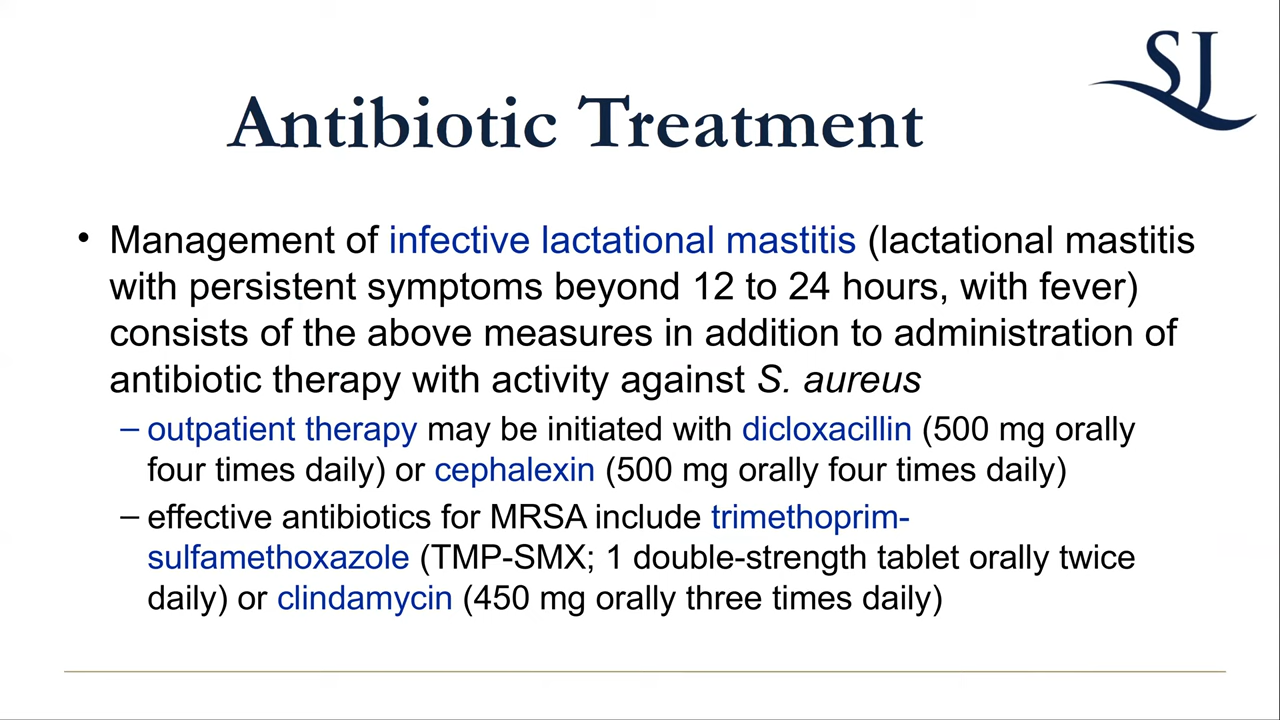 SJ
Antibiotic Treatment
• Management of infective lactational mastitis (lactational mastitis
with persistent symptoms beyond 12 to 24 hours, with fever)
consists of the above measures in addition to administration of
antibiotic therapy with activity against S. aureus
– outpatient therapy may be initiated with dicloxacillin (500 mg orally
four times daily) or cephalexin (500 mg orally four times daily)
– effective antibiotics for MRSA include trimethoprim-
sulfamethoxazole (TMP-SMX; 1 double-strength tablet orally twice
daily) or clindamycin (450 mg orally three times daily)